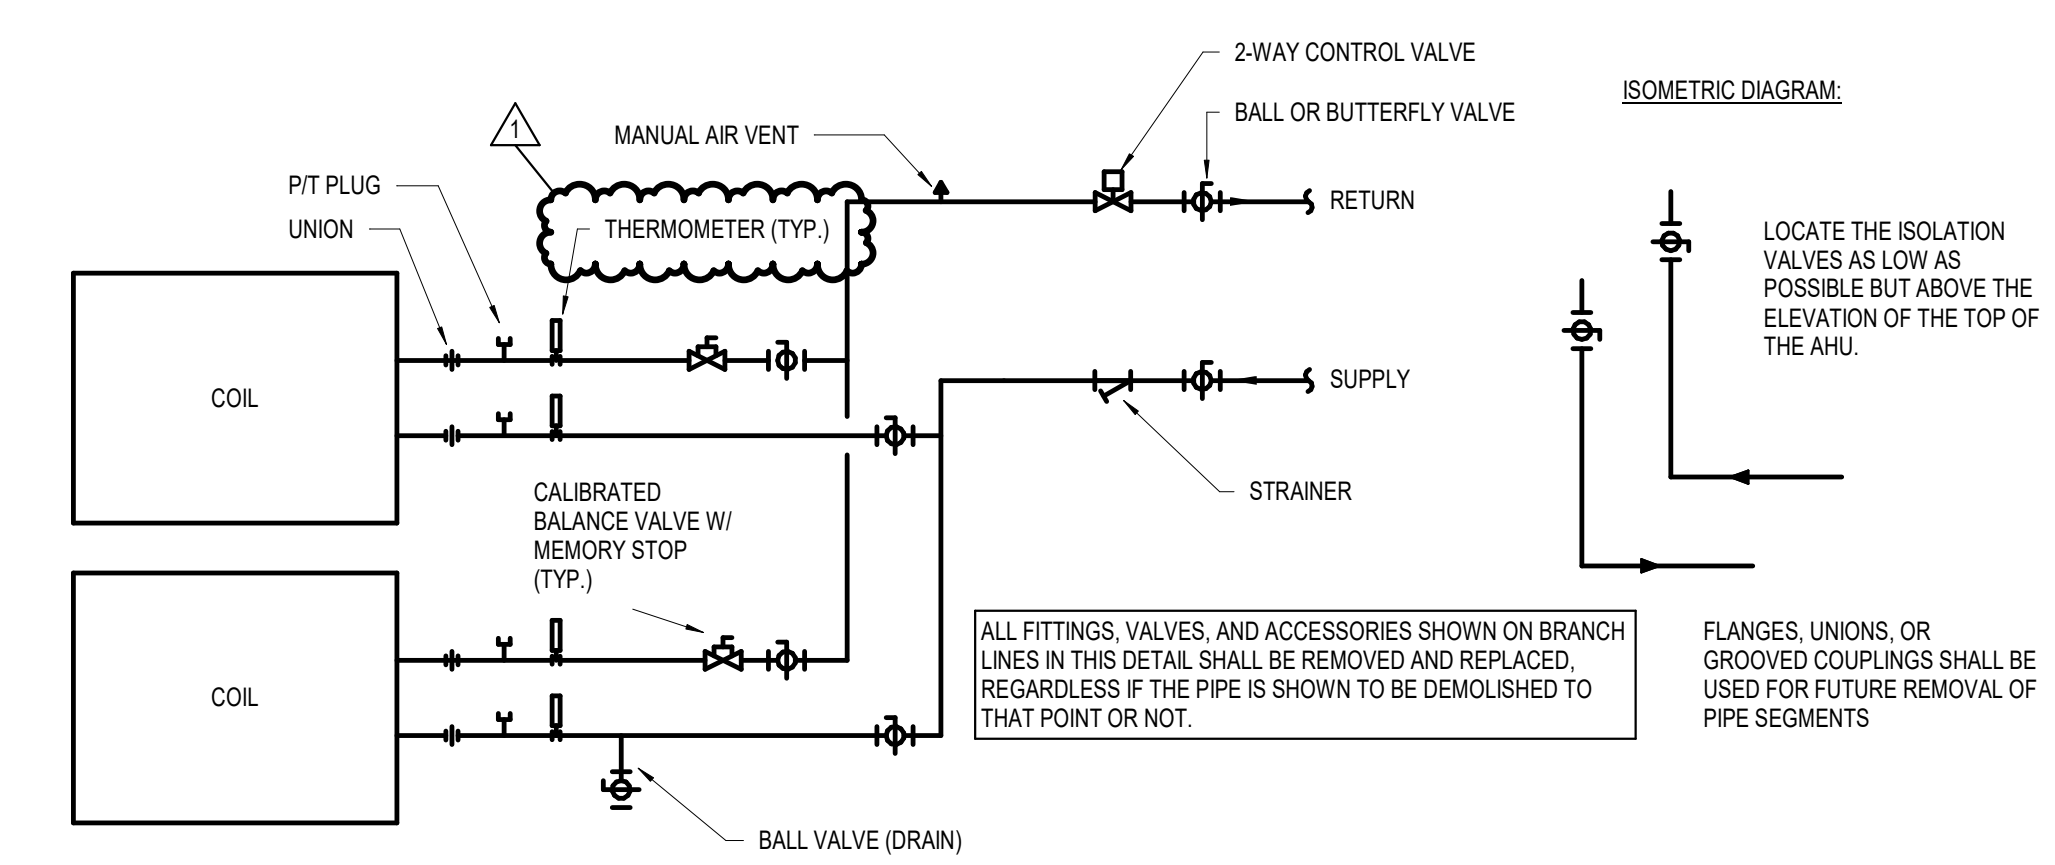 2-WAY CONTROL VALVE
BALL OR BUTTERFLY VALVE
ISOMETRIC DIAGRAM:
1
MANUAL AIR VENT
P/T PLUG
UNION
THERMOMETER (TYP.)
RETURN
LOCATE THE ISOLATION
VALVES AS LOW AS
POSSIBLE BUT ABOVE THE
ELEVATION OF THE TOP OF
THE AHU.
COIL
SUPPLY
STRAINER
CALIBRATED
BALANCE VALVE W/
MEMORY STOP
(TYP.)
COIL
ALL FITTINGS, VALVES, AND ACCESSORIES SHOWN ON BRANCH
LINES IN THIS DETAIL SHALL BE REMOVED AND REPLACED,
REGARDLESS IF THE PIPE IS SHOWN TO BE DEMOLISHED TO
THAT POINT OR NOT.
FLANGES, UNIONS, OR
GROOVED COUPLINGS SHALL BE
USED FOR FUTURE REMOVAL OF
PIPE SEGMENTS
BALL VALVE (DRAIN)